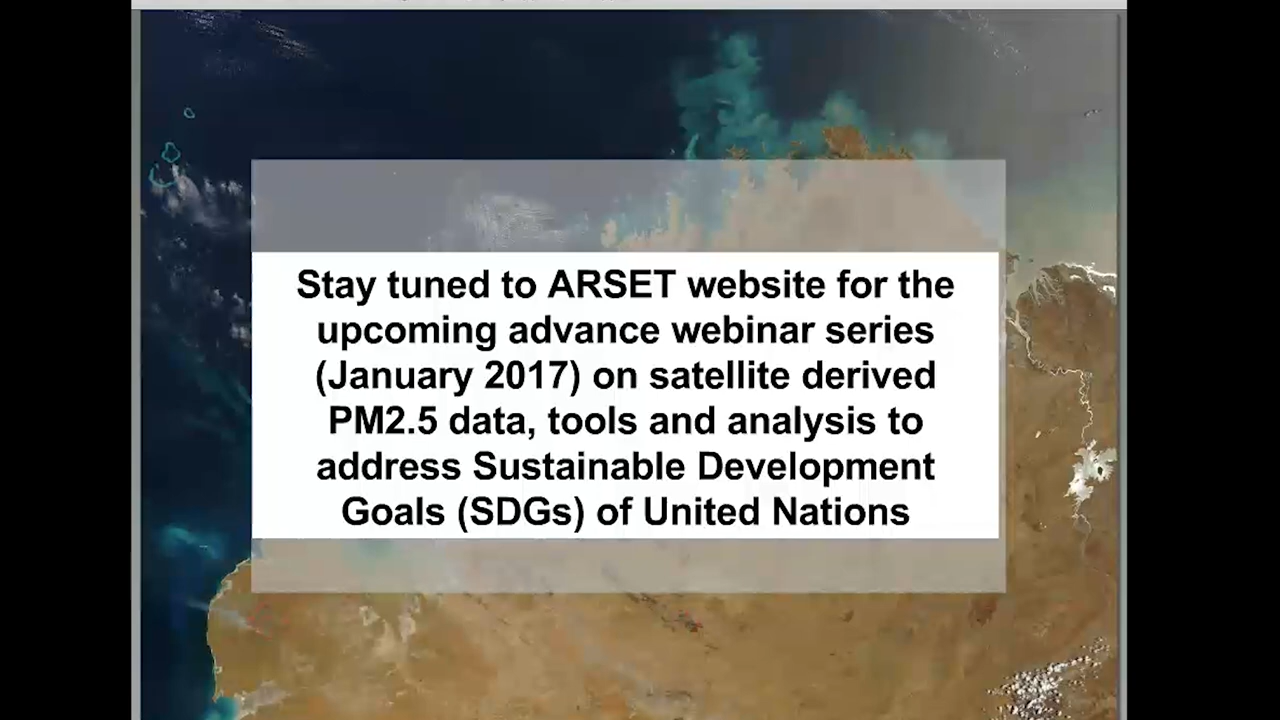 Stay tuned to ARSET website for the
upcoming advance webinar series
(January 2017) on satellite derived
PM2.5 data, tools and analysis to
address Sustainable Development
Goals (SDGs) of United Nations